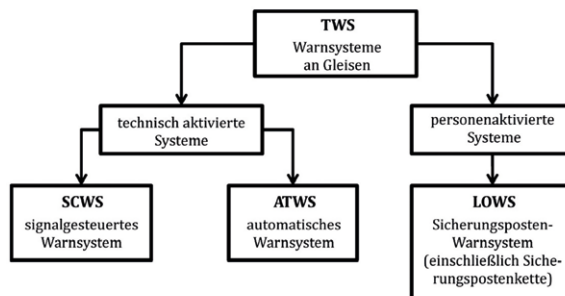 TWS
Warnsysteme
an Gleisen
technisch aktivierte
Systeme
personenaktivierte
Systeme
SCWS
signalgesteuertes
Warnsystem
ATWS
automatisches
Warnsystem
LOWS
Sicherungsposten-
Warnsystem
(einschließlich Siche-
rungspostenkette)